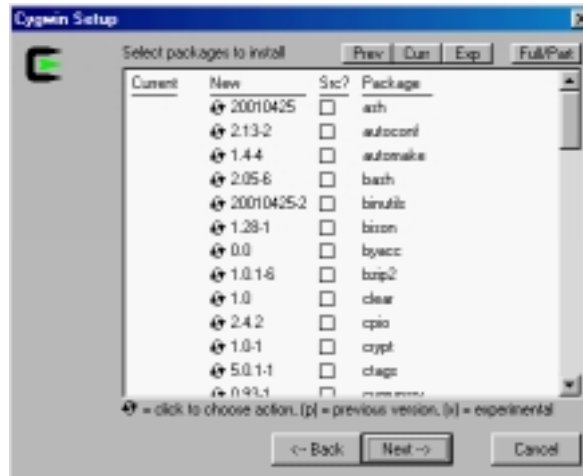 Cygwin Setup
Select packages to install Prev Curr Exp Full/Part
Current New Src? Package
20010425 ash
2.13-2 autoconf
1.4-4 automake
2.05-6 bash
20010425-2 binutils
1.28-1 bison
0.0 byacc
1.0.1-6 bzip2
1.0 clear
2.4.2 cpio
1.0-1 crypt
5.0.1-1 ctags
0.93-1
= click to choose action, (p) = previous version, (x) = experimental
<-- Back Next --> Cancel